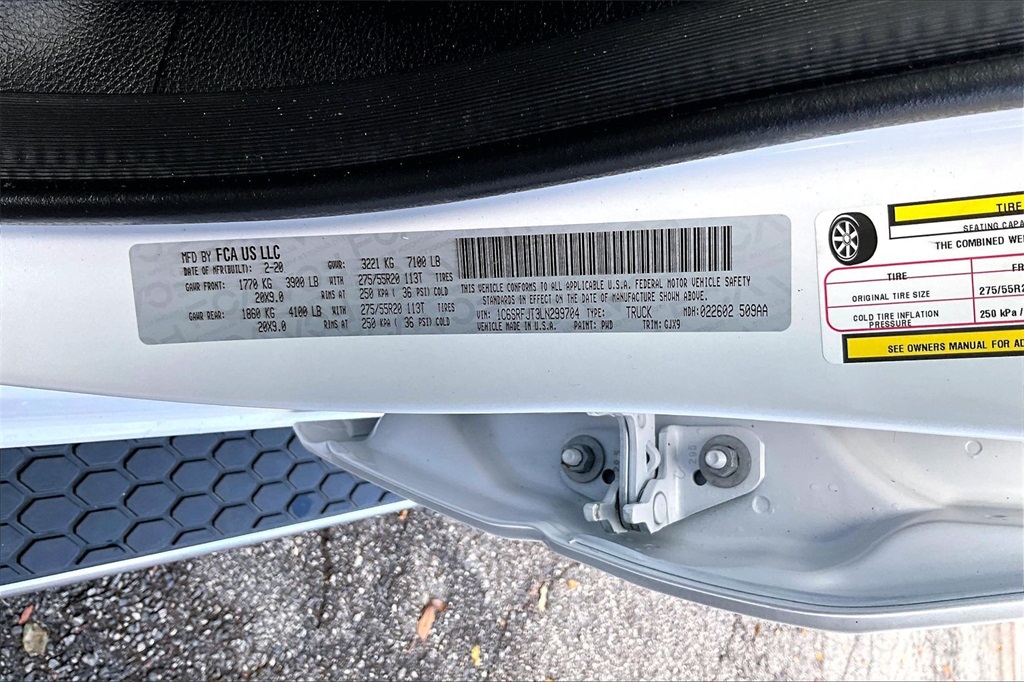 MFD BY FCA US LLC
DATE OF MFR(BUILT): 2-20 GVWR: 3221 KG 7100 LB
GAWR FRONT: 1770 KG 3900 LB WITH 275/55R20 113T TIRES
20X9.0 RIMS AT 250 KPA ( 36 PSI) COLD
GAWR REAR: 1860 KG 4100 LB WITH 275/55R20 113T TIRES
20X9.0 RIMS AT 250 KPA ( 36 PSI) COLD
THIS VEHICLE CONFORMS TO ALL APPLICABLE U.S.A. FEDERAL MOTOR VEHICLE SAFETY
STANDARDS IN EFFECT ON THE DATE OF MANUFACTURE SHOWN ABOVE.
VIN: 1C6SRFJT3LN299704 TYPE: TRUCK MDH: 022602 509AA
VEHICLE MADE IN U.S.A. PAINT: PWD TRIM: GJX9
TIRE
SEATING CAPA
THE COMBINED WEI
TIRE
ORIGINAL TIRE SIZE 275/55R2
COLD TIRE INFLATION PRESSURE 250 kPa /
SEE OWNERS MANUAL FOR AD